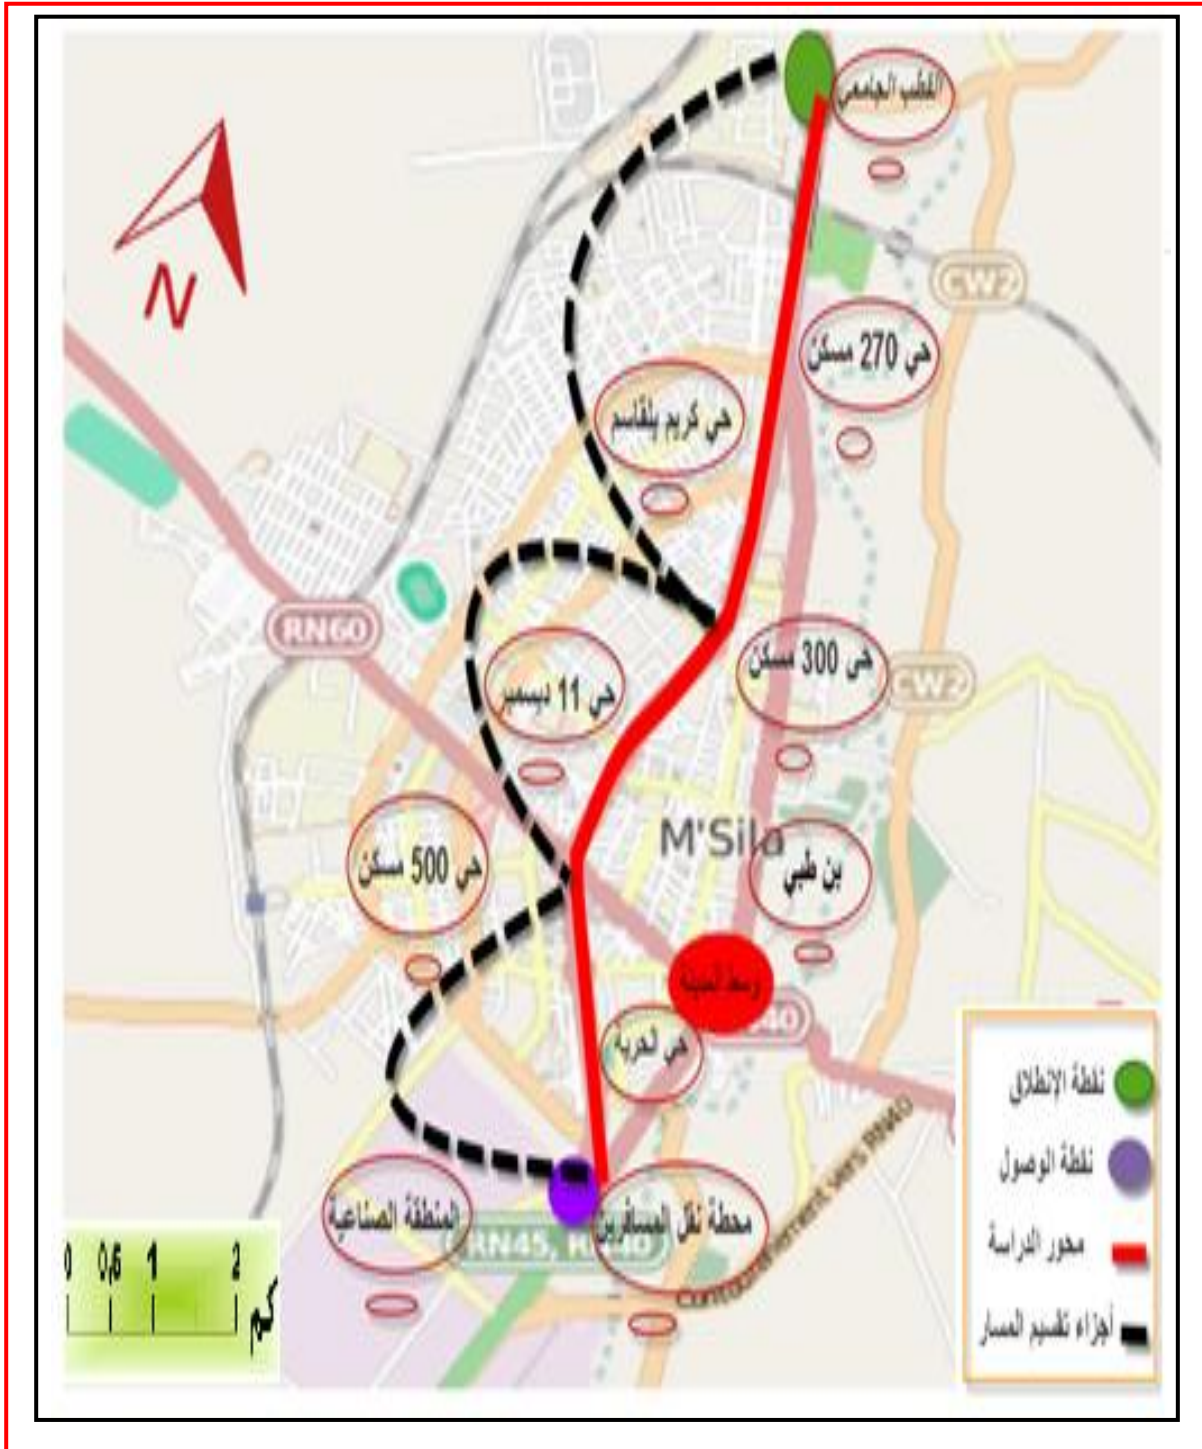 القطب الجامعي
N
CW2
حي 270 مسكن
حي كريم بلقاسم
RN60
حي 300 مسكن
CW2
حي 11 ديسمبر
M'Sila
حي 500 مسكن
بن طبي
وسط المدينة
حي الحرية
نقطة الإنطلاق
نقطة الوصول
محور الدراسة
أجزاء تقسيم المسار
المنطقة الصناعية
محطة نقل المسافرين
Contournement vers RN40
RN45,
0 0,5 1 2
كم